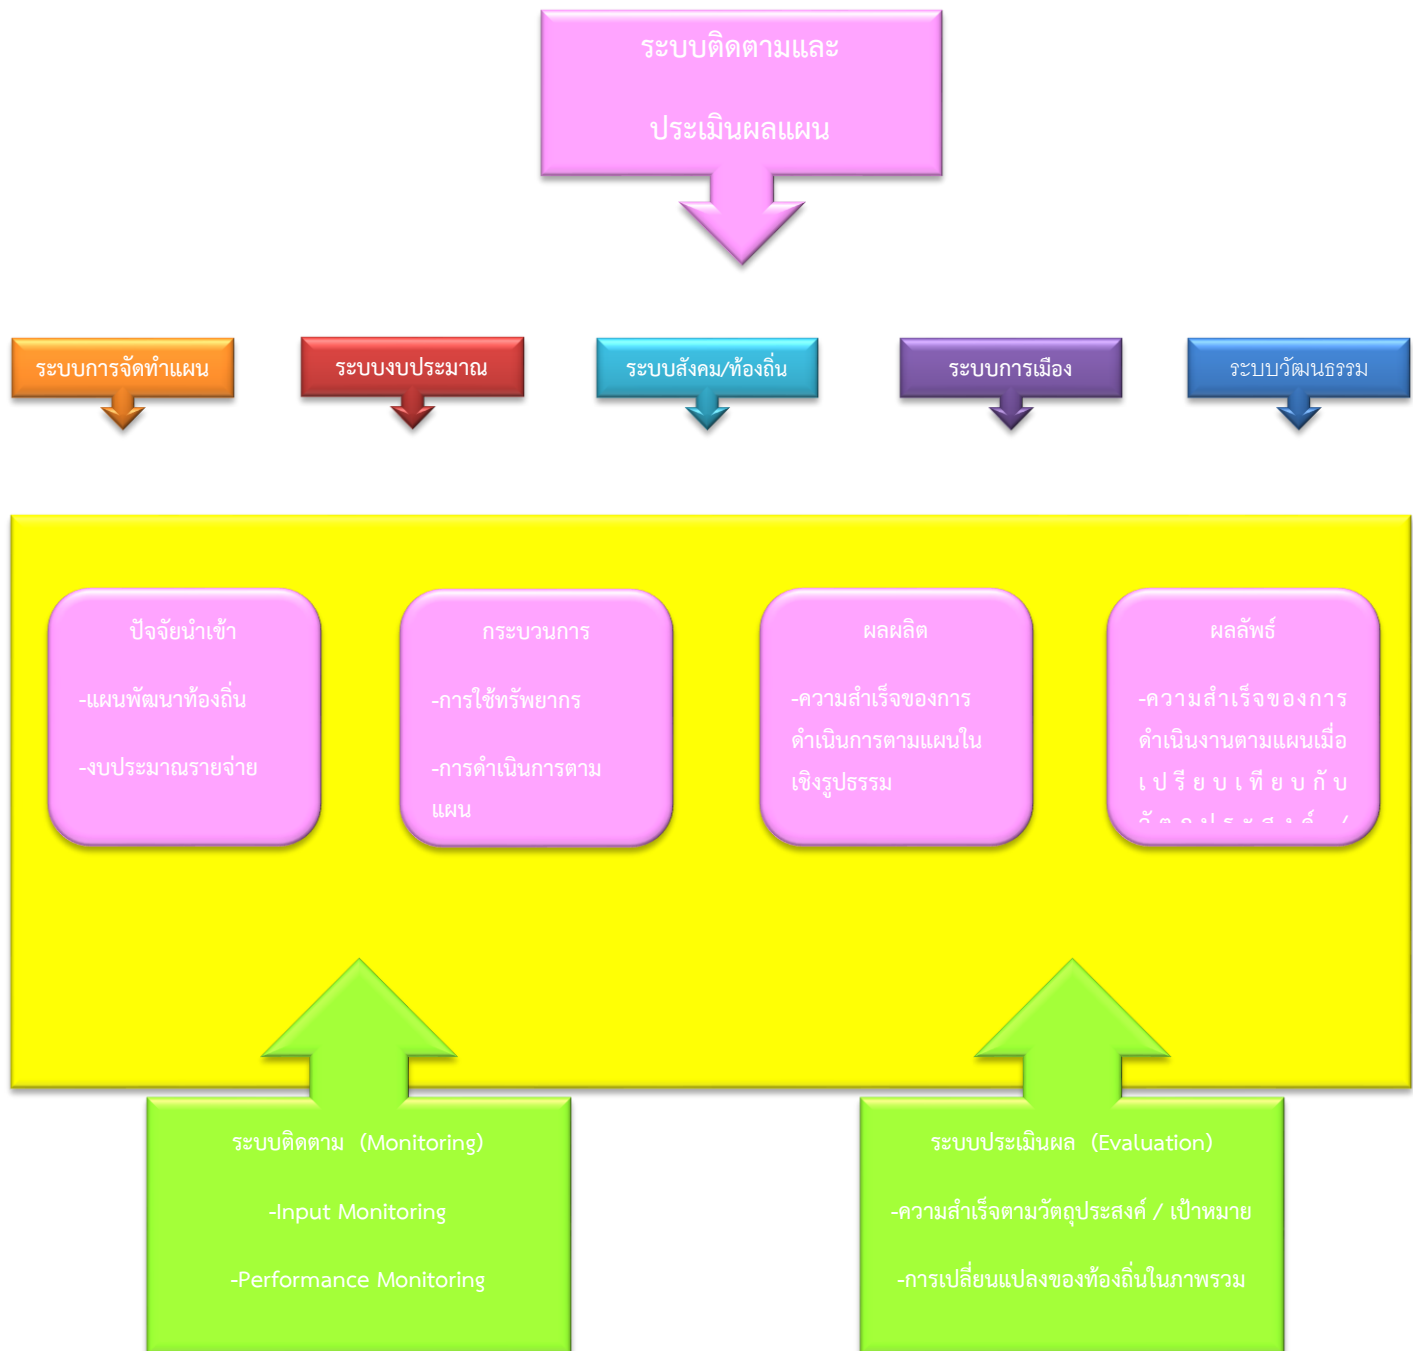 ระบบติดตามและ
ประเมินผลแผน
ระบบการจัดทำแผน
ระบบงบประมาณ
ระบบสังคม/ท้องถิ่น
ระบบการเมือง
ระบบวัฒนธรรม
ปัจจัยนำเข้า
-แผนพัฒนาท้องถิ่น
-งบประมาณรายจ่าย
กระบวนการ
-การใช้ทรัพยากร
-การดำเนินการตาม
แผน
ผลผลิต
-ความสำเร็จของการ
ดำเนินการตามแผนใน
เชิงรูปธรรม
ผลลัพธ์
-ความสำเร็จของการ
ดำเนินงานตามแผนเมื่อ
เปรียบเทียบกับ
ระบบติดตาม (Monitoring)
-Input Monitoring
-Performance Monitoring
ระบบประเมินผล (Evaluation)
-ความสำเร็จตามวัตถุประสงค์ / เป้าหมาย
-การเปลี่ยนแปลงของท้องถิ่นในภาพรวม